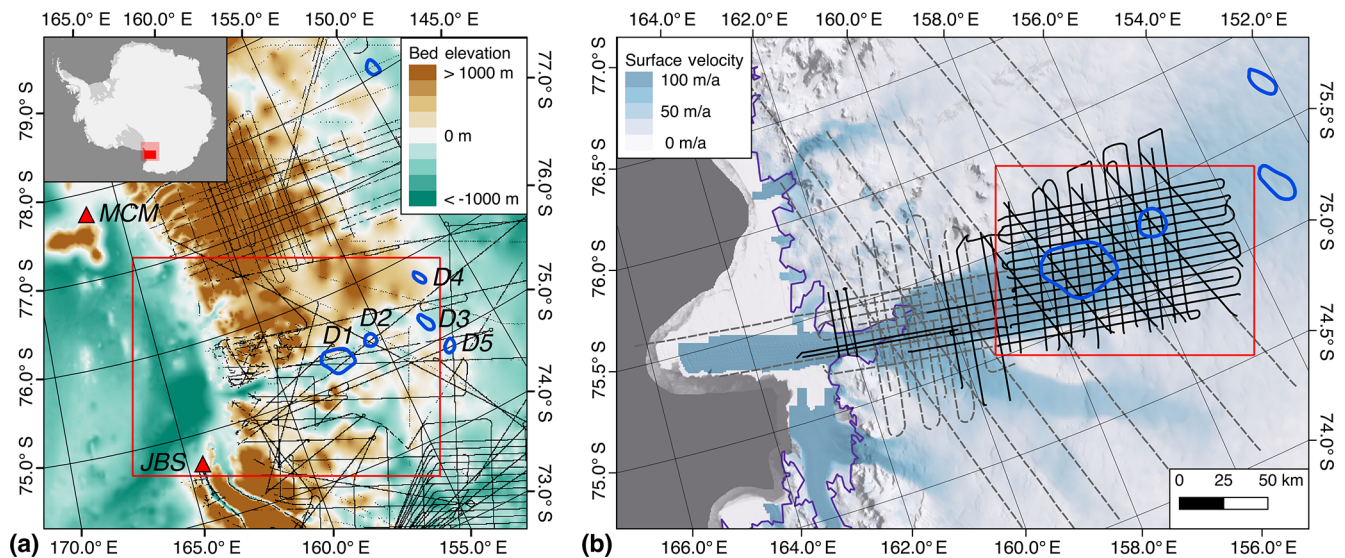 165.0° E 160.0° E 155.0° E 150.0° E 145.0° E
Bed elevation
> 1000 m
0 m
< -1000 m
77.0° S
76.0° S
75.0° S
74.0° S
73.0° S
79.0° S
78.0° S
77.0° S
76.0° S
75.0° S
MCM
D4
D3
D2
D1
D5
JBS
(a)
170.0° E 165.0° E 160.0° E 155.0° E
164.0° E 162.0° E 160.0° E 158.0° E 156.0° E 154.0° E 152.0° E
Surface velocity
100 m/a
50 m/a
0 m/a
77.0° S
76.5° S
76.0° S
75.5° S
75.0° S
75.5° S
75.0° S
74.5° S
74.0° S
0 25 50 km
(b)
166.0° E 164.0° E 162.0° E 160.0° E 158.0° E 156.0° E